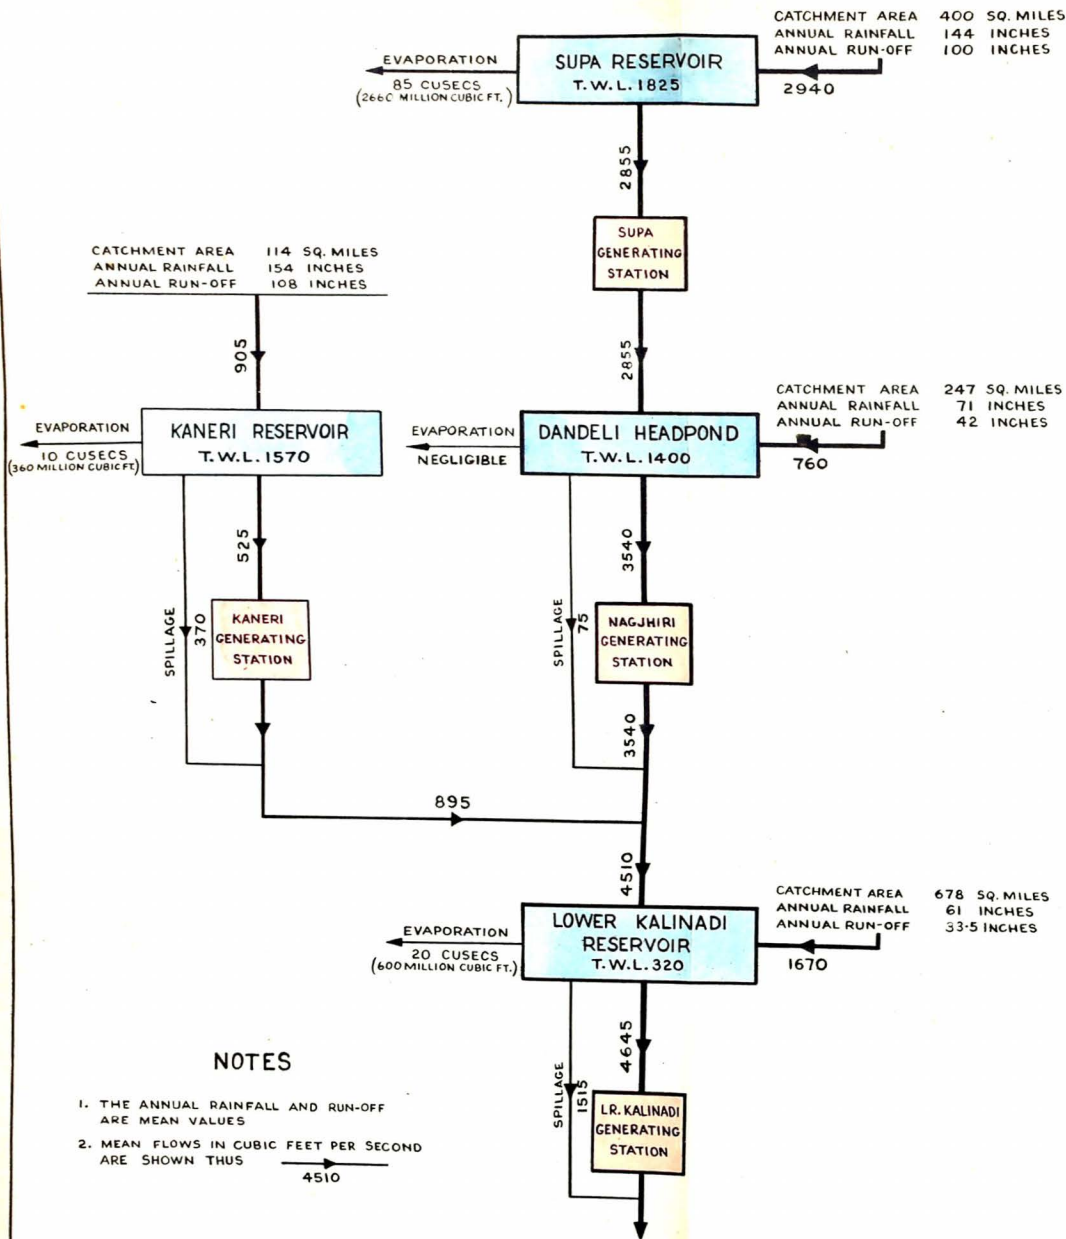 CATCHMENT AREA 400 SQ. MILES
ANNUAL RAINFALL 144 INCHES
ANNUAL RUN-OFF 100 INCHES
2940
EVAPORATION
85 CUSECS
(2660 MILLION CUBIC FT.)
SUPA RESERVOIR
T.W.L. 1825
2855
SUPA
GENERATING
STATION
2855
CATCHMENT AREA 114 SQ. MILES
ANNUAL RAINFALL 154 INCHES
ANNUAL RUN-OFF 108 INCHES
905
EVAPORATION
10 CUSECS
(360 MILLION CUBIC FT.)
KANERI RESERVOIR
T.W.L. 1570
EVAPORATION
NEGLIGIBLE
DANDELI HEADPOND
T.W.L. 1400
CATCHMENT AREA 247 SQ. MILES
ANNUAL RAINFALL 71 INCHES
ANNUAL RUN-OFF 42 INCHES
760
525
SPILLAGE
370
KANERI
GENERATING
STATION
3540
SPILLAGE
75
NAGJHIRI
GENERATING
STATION
3540
895
4510
EVAPORATION
20 CUSECS
(600 MILLION CUBIC FT.)
LOWER KALINADI
RESERVOIR
T.W.L. 320
CATCHMENT AREA 678 SQ. MILES
ANNUAL RAINFALL 61 INCHES
ANNUAL RUN-OFF 33·5 INCHES
1670
4645
SPILLAGE
1515
LR. KALINADI
GENERATING
STATION
NOTES
1. THE ANNUAL RAINFALL AND RUN-OFF
ARE MEAN VALUES
2. MEAN FLOWS IN CUBIC FEET PER SECOND
ARE SHOWN THUS
4510